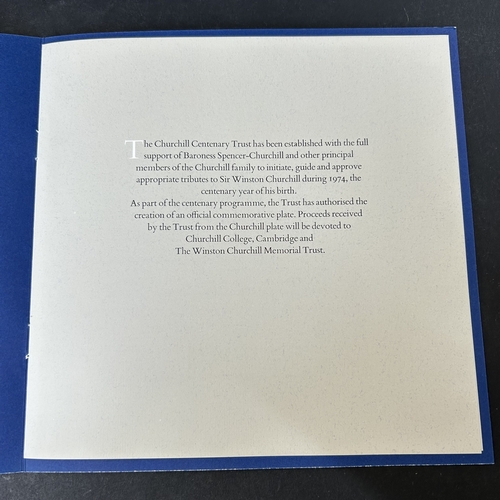 The Churchill Centenary Trust has been established with the full
support of Baroness Spencer-Churchill and other principal
members of the Churchill family to initiate, guide and approve
appropriate tributes to Sir Winston Churchill during 1974, the
centenary year of his birth.
As part of the centenary programme, the Trust has authorised the
creation of an official commemorative plate. Proceeds received
by the Trust from the Churchill plate will be devoted to
Churchill College, Cambridge and
The Winston Churchill Memorial Trust.